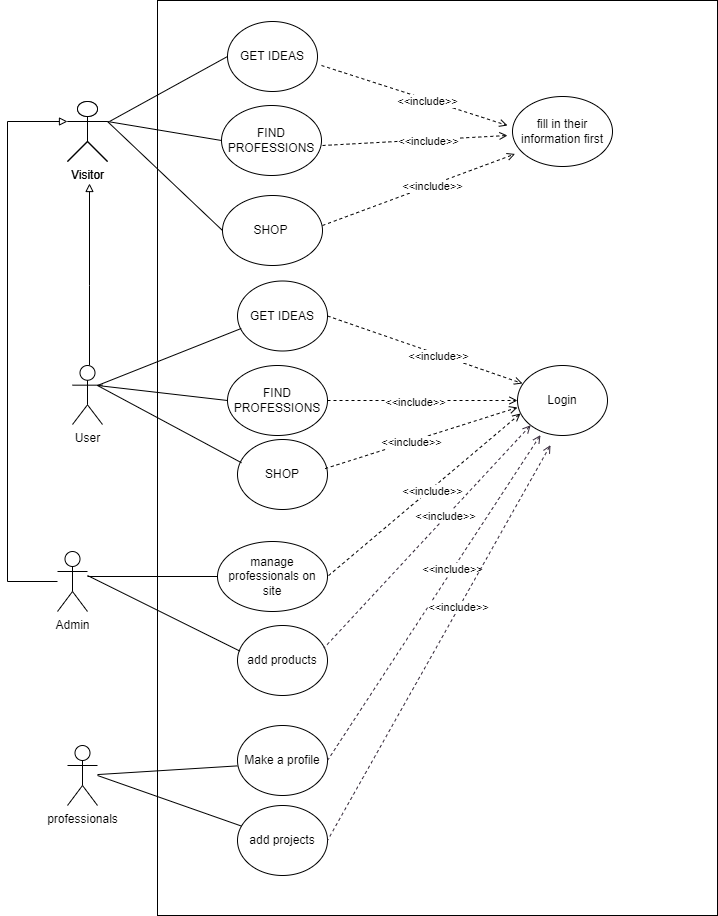 GET IDEAS
<<include>>
fill in their
information first
FIND
PROFESSIONS
<<include>>
Visitor
<<include>>
SHOP
GET IDEAS
<<include>>
FIND
PROFESSIONS
<<include>>
Login
User
<<include>>
SHOP
<<include>>
<<include>>
manage
professionals on
site
<<include>>
<<include>>
Admin
add products
Make a profile
professionals
add projects